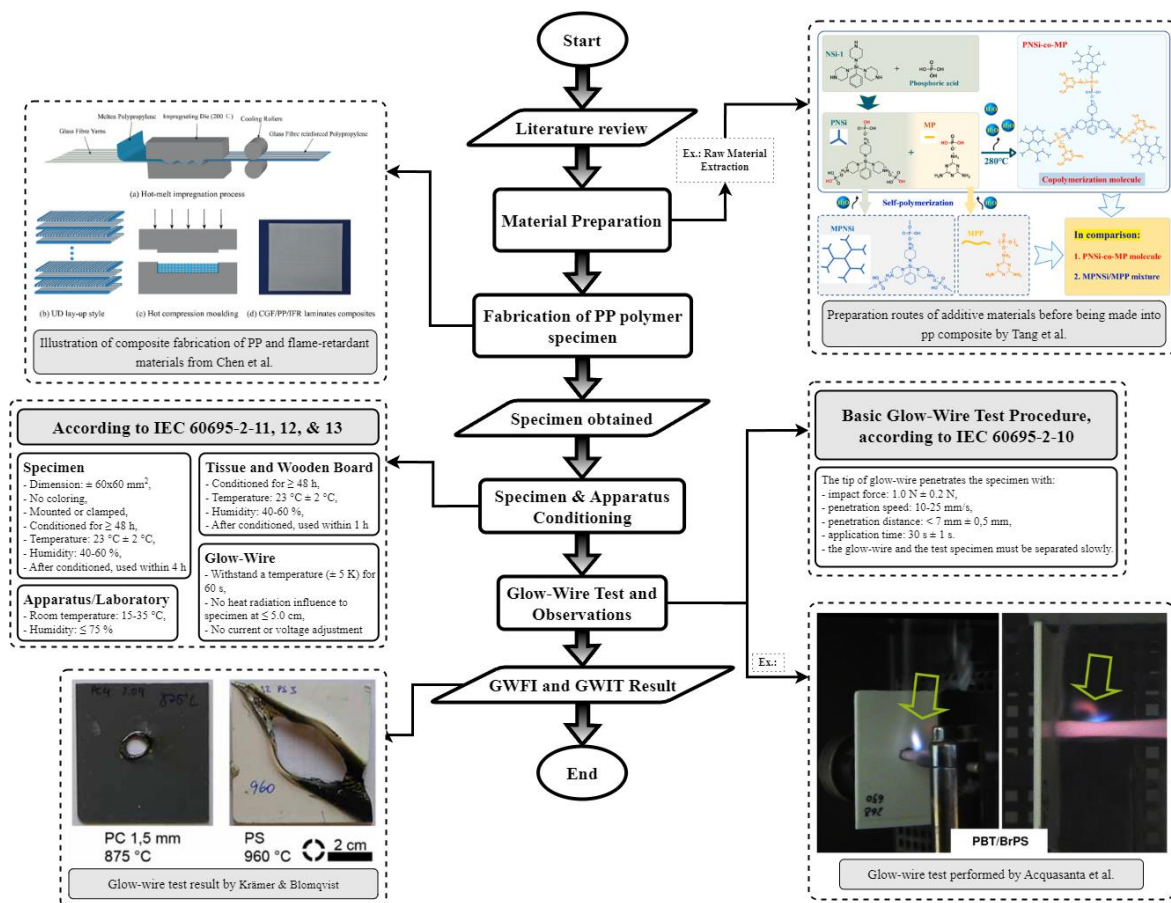 Start
Literature review
Material Preparation
Fabrication of PP polymer
specimen
Specimen obtained
Specimen & Apparatus
Conditioning
Glow-Wire Test and
Observations
GWFI and GWIT Result
End
Ex.: Raw Material
Extraction
Ex.:
Glass Fibre Yarns
Melten Polypropylene
Impregnating Die (200 °C)
Cooling Rollers
Glass Fibre reinforced Polypropylene
(a) Hot-melt impregnation process
(b) UD lay-up style
(c) Hot compression moulding
(d) CGF/PP/IFR laminates composites
Illustration of composite fabrication of PP and flame-retardant
materials from Chen et al.
NSi-1
Phosphoric acid
PNSi
MP
280°C
PNSi-co-MP
Copolymerization molecule
Self-polymerization
MPNSi
MPP
In comparison:
1. PNSi-co-MP molecule
2. MPNSi/MPP mixture
Preparation routes of additive materials before being made into
pp composite by Tang et al.
According to IEC 60695-2-11, 12, & 13
Specimen
- Dimension: ± 60x60 mm²,
- No coloring,
- Mounted or clamped,
- Conditioned for ≥ 48 h,
- Temperature: 23 °C ± 2 °C,
- Humidity: 40-60 %,
- After conditioned, used within 4 h
Apparatus/Laboratory
- Room temperature: 15-35 °C,
- Humidity: ≤ 75 %
Tissue and Wooden Board
- Conditioned for ≥ 48 h,
- Temperature: 23 °C ± 2 °C,
- Humidity: 40-60 %,
- After conditioned, used within 1 h
Glow-Wire
- Withstand a temperature (± 5 K) for
60 s,
- No heat radiation influence to
specimen at ≤ 5.0 cm,
- No current or voltage adjustment
Basic Glow-Wire Test Procedure,
according to IEC 60695-2-10
The tip of glow-wire penetrates the specimen with:
- impact force: 1.0 N ± 0.2 N,
- penetration speed: 10-25 mm/s,
- penetration distance: < 7 mm ± 0,5 mm,
- application time: 30 s ± 1 s.
- the glow-wire and the test specimen must be separated slowly.
875°C
.960
PC 1,5 mm
875 °C
PS
960 °C
2 cm
Glow-wire test result by Krämer & Blomqvist
PBT/BrPS
Glow-wire test performed by Acquasanta et al.